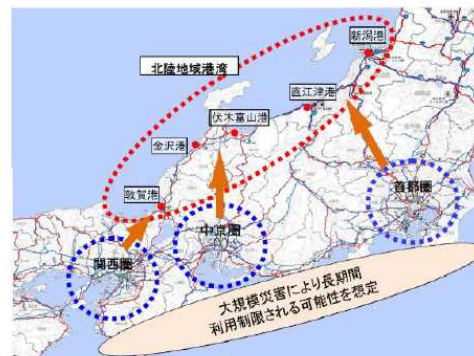 新潟港
北陸地域港湾
直江津港
伏木富山港
金沢港
敦賀港
首都圏
中京圏
関西圏
大規模災害により長期間
利用制限される可能性を想定